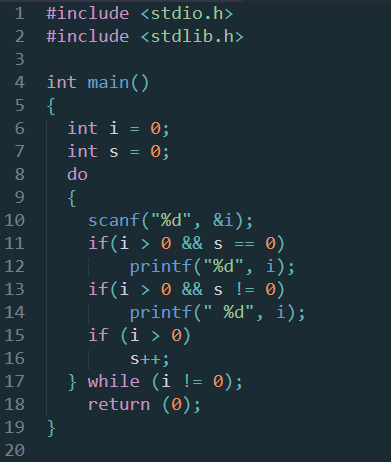 1 #include <stdio.h>
2 #include <stdlib.h>
3
4 int main()
5 {
6   int i = 0;
7   int s = 0;
8   do
9   {
10     scanf("%d", &i);
11     if(i > 0 && s == 0)
12         printf("%d", i);
13     if(i > 0 && s != 0)
14         printf(" %d", i);
15     if (i > 0)
16         s++;
17   } while (i != 0);
18     return (0);
19 }
20